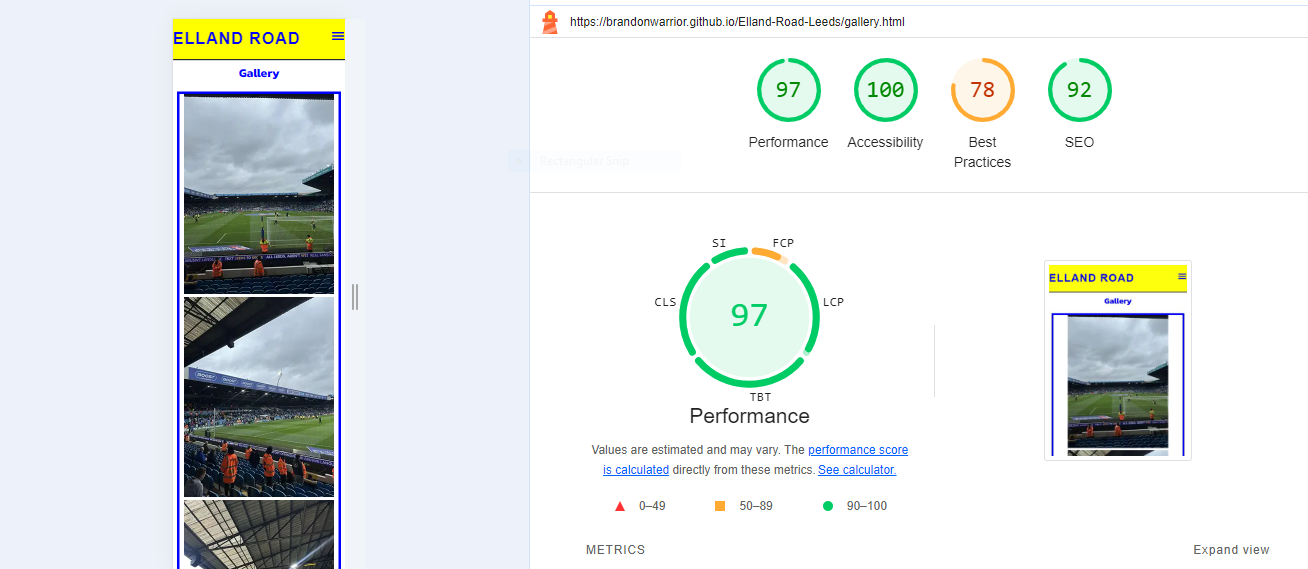 ELLAND ROAD
Gallery
https://brandonwarrior.github.io/Elland-Road-Leeds/gallery.html
97
100
78
92
Performance
Accessibility
Best
Practices
SEO
Rectangular Snip
SI
FCP
CLS
LCP
97
TBT
Performance
Values are estimated and may vary. The performance score
is calculated directly from these metrics. See calculator.
0–49
50–89
90–100
METRICS
Expand view
ELLAND ROAD
Gallery